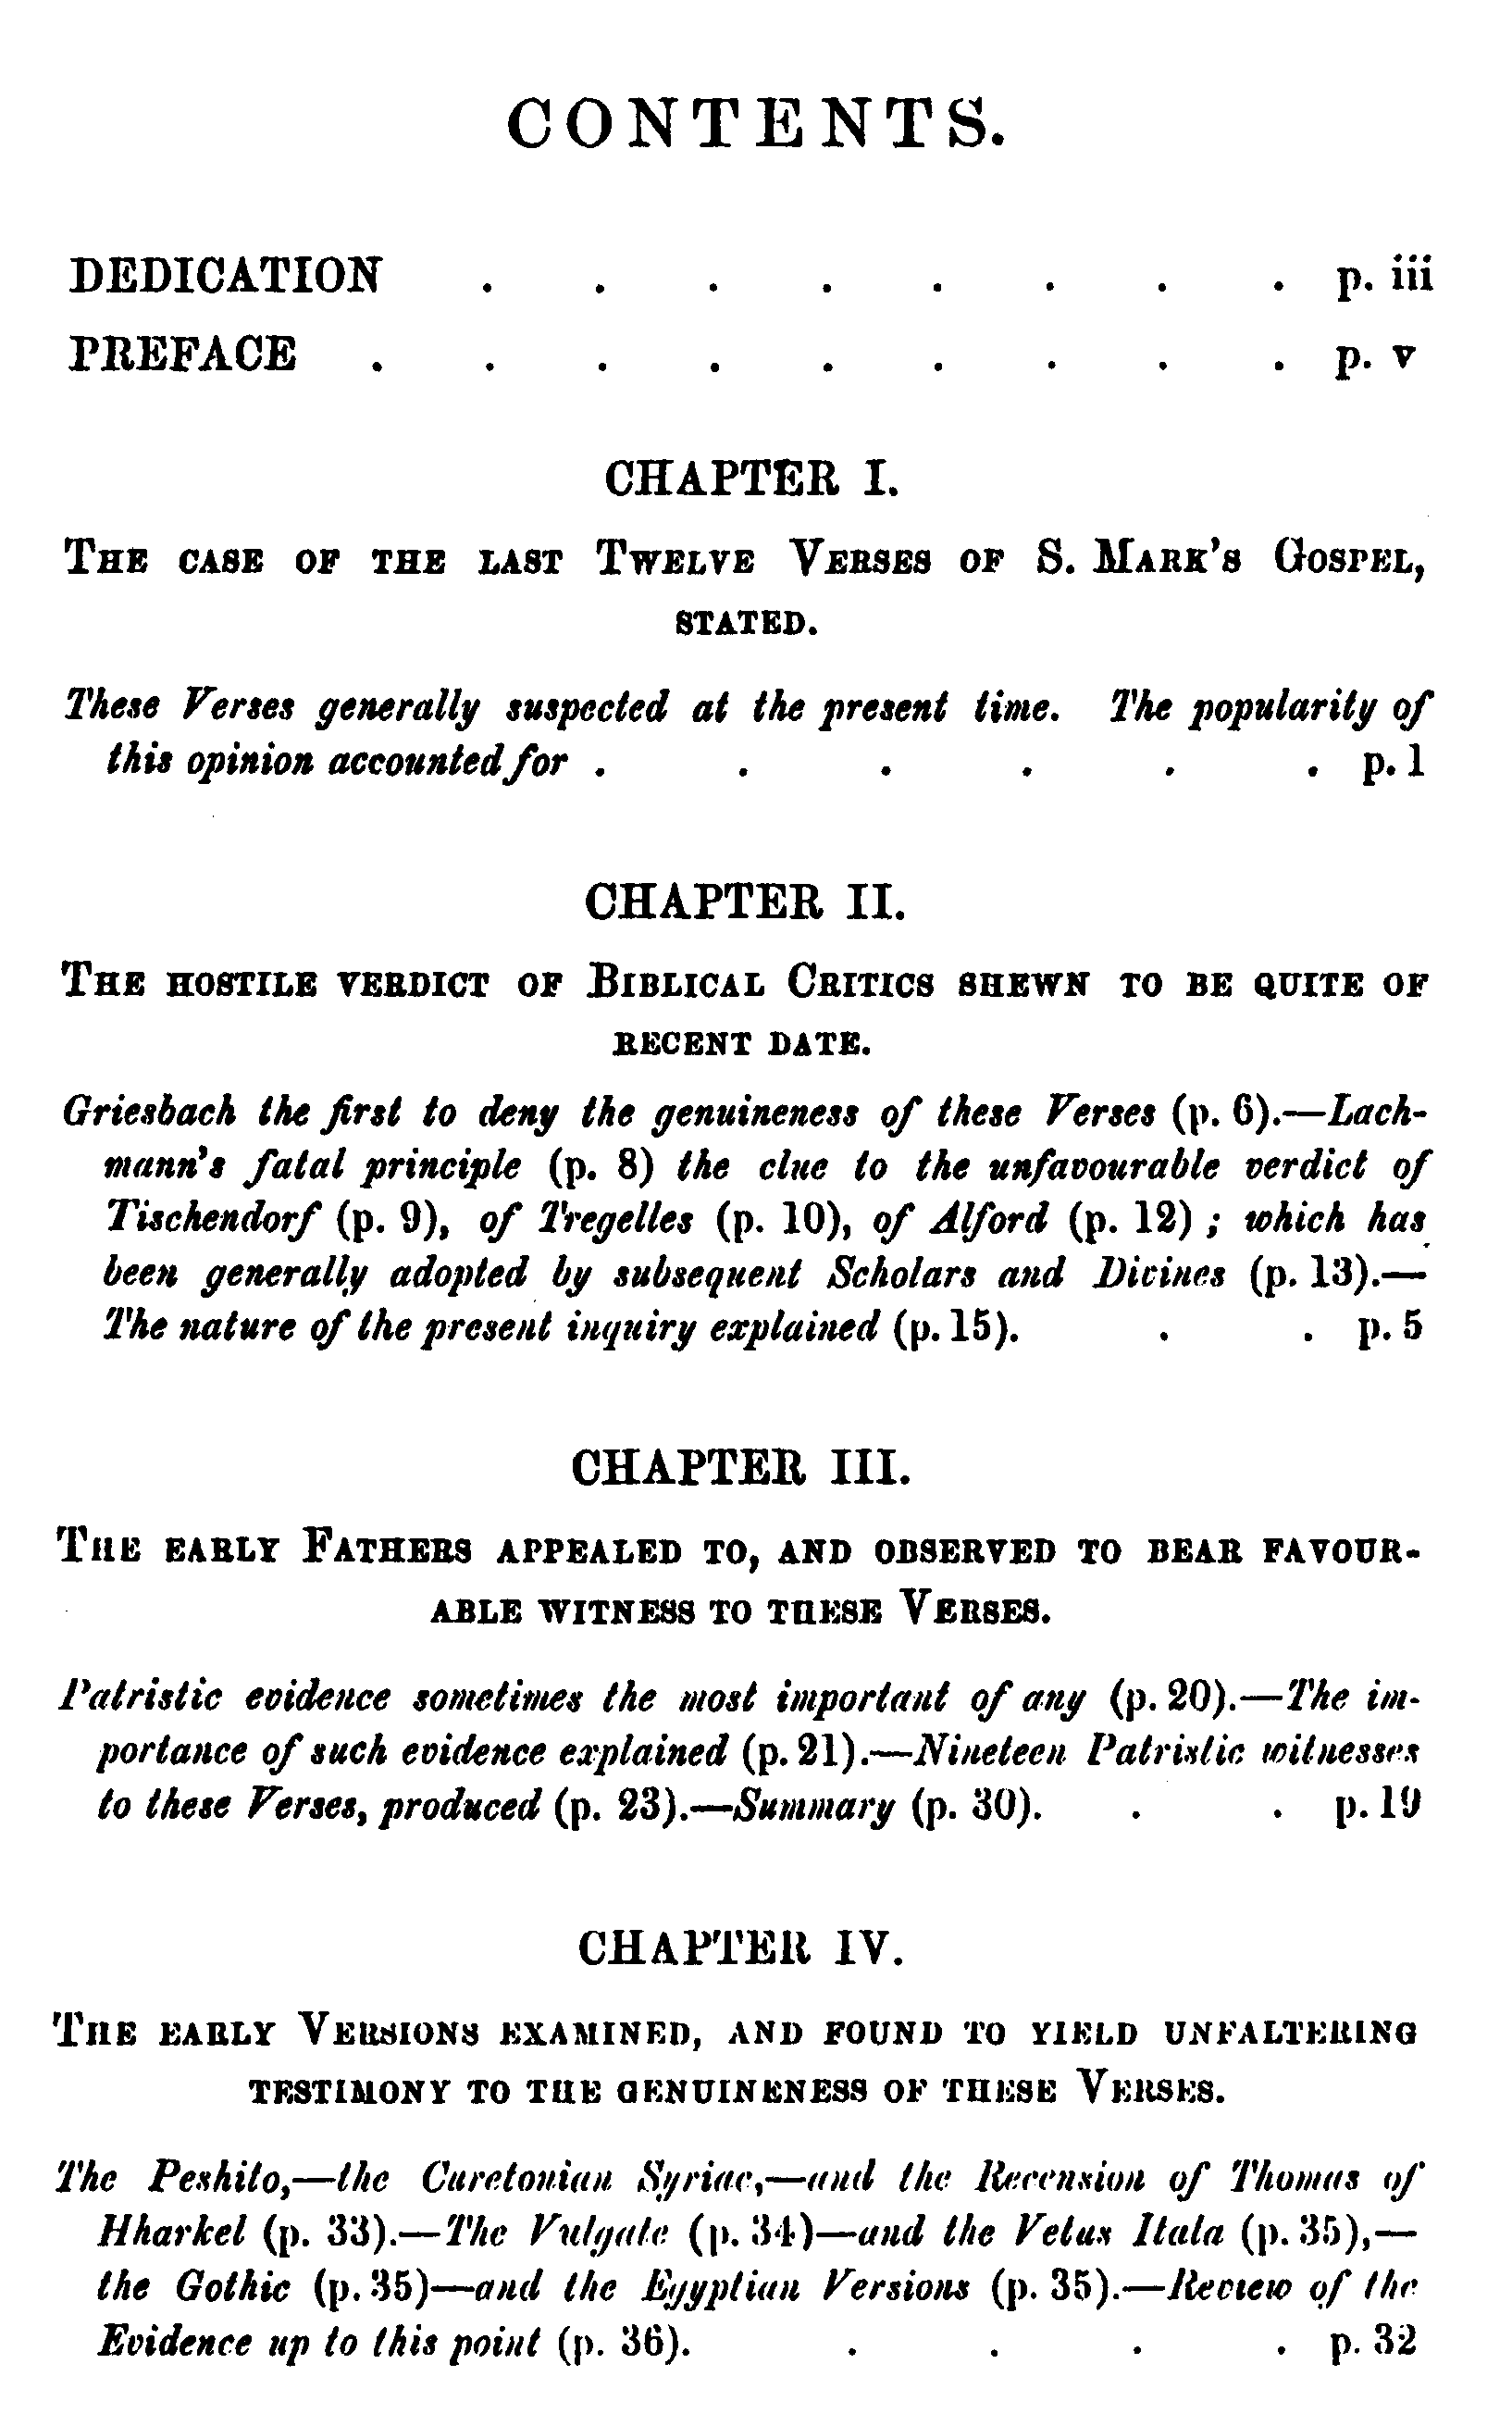 CONTENTS.
DEDICATION . . . . . . . . p. iii
PREFACE . . . . . . . . . p. v
CHAPTER I.
THE CASE OF THE LAST TWELVE VERSES OF S. MARK'S GOSPEL,
STATED.
These Verses generally suspected at the present time. The popularity of
this opinion accounted for . . . . . . p. 1
CHAPTER II.
THE HOSTILE VERDICT OF BIBLICAL CRITICS SHEWN TO BE QUITE OF
RECENT DATE.
Griesbach the first to deny the genuineness of these Verses (p. 6).—Lach-
mann's fatal principle (p. 8) the clue to the unfavourable verdict of
Tischendorf (p. 9), of Tregelles (p. 10), of Alford (p. 12) ; which has
been generally adopted by subsequent Scholars and Divines (p. 13).—
The nature of the present inquiry explained (p. 15). . . p. 5
CHAPTER III.
THE EARLY FATHERS APPEALED TO, AND OBSERVED TO BEAR FAVOUR-
ABLE WITNESS TO THESE VERSES.
Patristic evidence sometimes the most important of any (p. 20).—The im-
portance of such evidence explained (p. 21).—Nineteen Patristic witnesses
to these Verses, produced (p. 23).—Summary (p. 30). . . p. 19
CHAPTER IV.
THE EARLY VERSIONS EXAMINED, AND FOUND TO YIELD UNFALTERING
TESTIMONY TO THE GENUINENESS OF THESE VERSES.
The Peshito,—the Curetonian Syriac,—and the Recension of Thomas of
Hharkel (p. 33).—The Vulgate (p. 34)—and the Vetus Itala (p. 35),—
the Gothic (p. 35)—and the Egyptian Versions (p. 35).—Review of the
Evidence up to this point (p. 36). . . . . p. 32